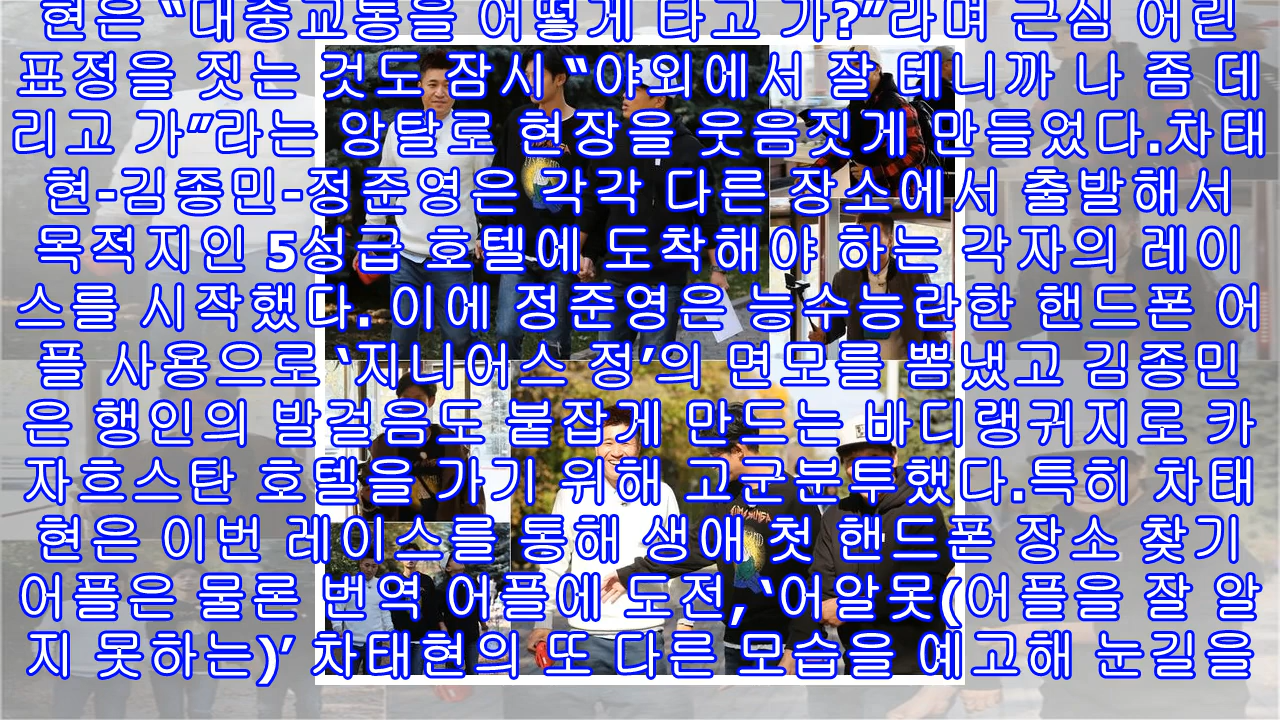 현은 “대중교통을 어떻게 타고 가?”라며 근심 어린
표정을 짓는 것도 잠시 “야외에서 잘 테니까 나 좀 데
리고 가”라는 앙탈로 현장을 웃음짓게 만들었다.차태
현-김종민-정준영은 각각 다른 장소에서 출발해서
목적지인 5성급 호텔에 도착해야 하는 각자의 레이
스를 시작했다. 이에 정준영은 능수능란한 핸드폰 어
플 사용으로 ‘지니어스 정’의 면모를 뽐냈고 김종민
은 행인의 발걸음도 붙잡게 만드는 바디랭귀지로 카
자흐스탄 호텔을 가기 위해 고군분투했다.특히 차태
현은 이번 레이스를 통해 생애 첫 핸드폰 장소 찾기
어플은 물론 번역 어플에 도전,‘어알못(어플을 잘 알
지 못하는)’ 차태현의 또 다른 모습을 예고해 눈길을